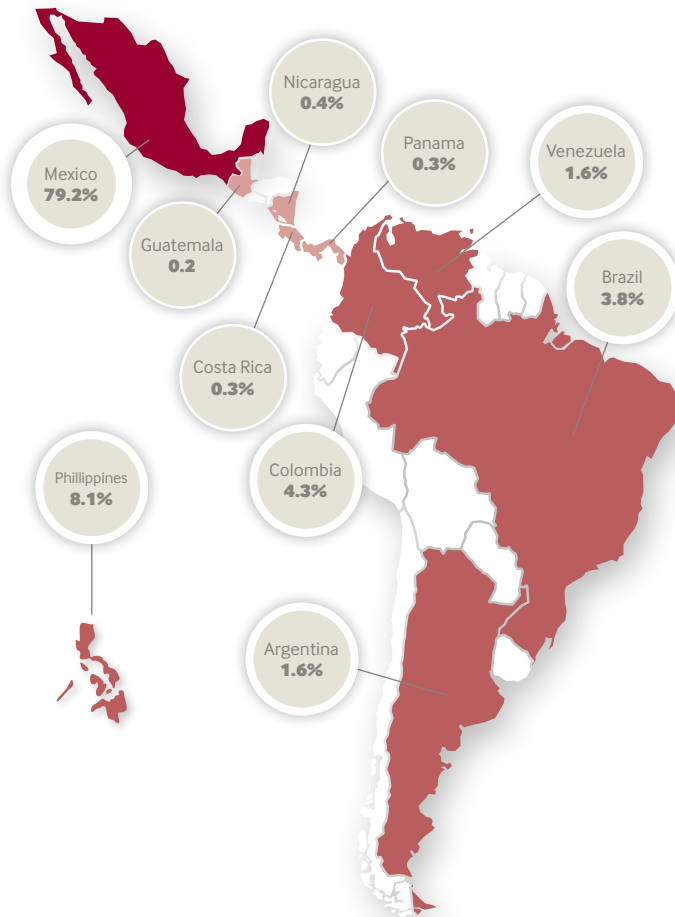 Nicaragua
0.4%
Panama
0.3%
Venezuela
1.6%
Mexico
79.2%
Guatemala
0.2
Brazil
3.8%
Costa Rica
0.3%
Colombia
4.3%
Phillippines
8.1%
Argentina
1.6%